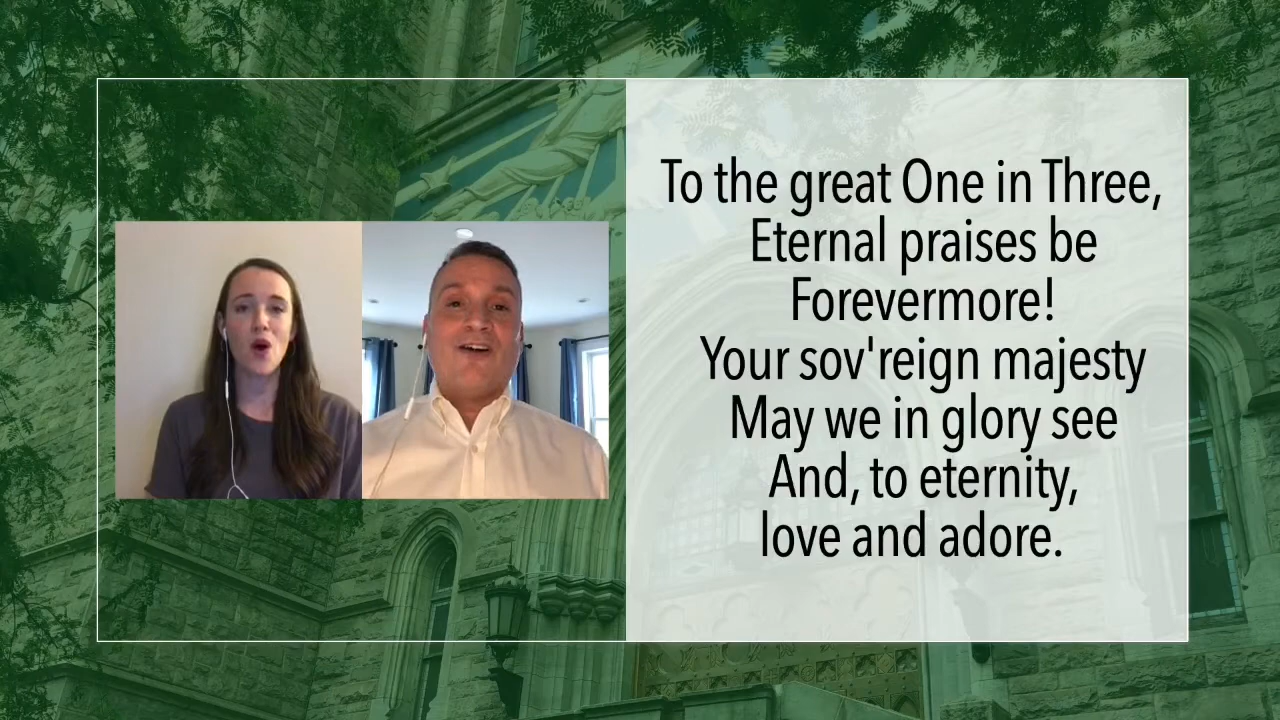 To the great One in Three,
Eternal praises be
Forevermore!
Your sov'reign majesty
May we in glory see
And, to eternity,
love and adore.